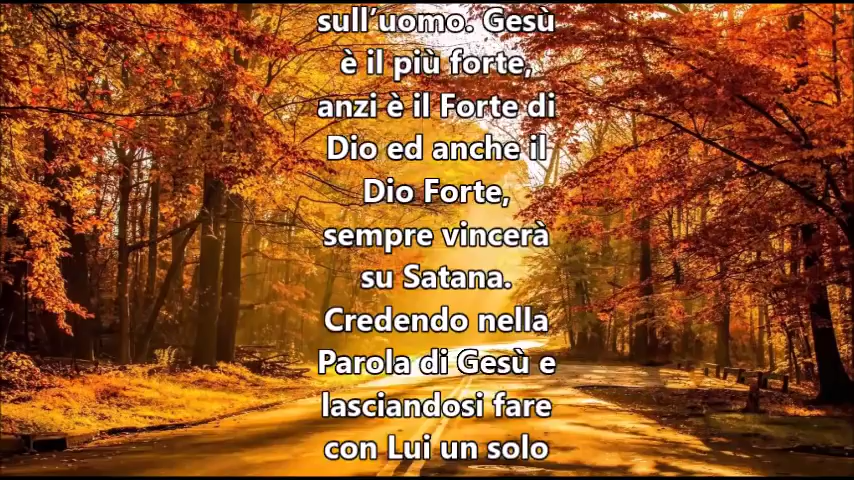 sull’uomo. Gesù
è il più forte,
anzi è il Forte di
Dio ed anche il
Dio Forte,
sempre vincerà
su Satana.
Credendo nella
Parola di Gesù e
lasciandosi fare
con Lui un solo